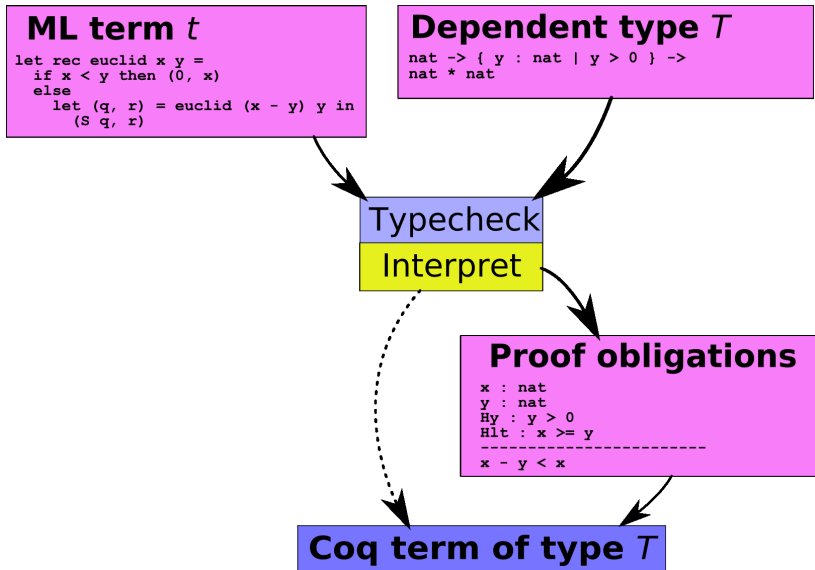 ML term t
let rec euclid x y =
if x < y then (0, x)
else
let (q, r) = euclid (x - y) y in
(S q, r)
Dependent type T
nat -> { y : nat | y > 0 } ->
nat * nat
Typecheck
Interpret
Proof obligations
x : nat
y : nat
Hy : y > 0
Hlt : x >= y
------------------------
x - y < x
Coq term of type T